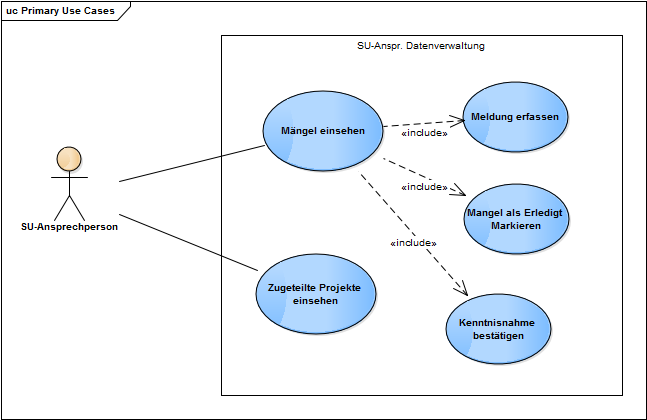 uc Primary Use Cases
SU-Anspr. Datenverwaltung
Mängel einsehen
Meldung erfassen
«include»
«include»
Mangel als Erledigt
Markieren
SU-Ansprechperson
«include»
Zugeteilte Projekte
einsehen
Kenntnisnahme
bestätigen